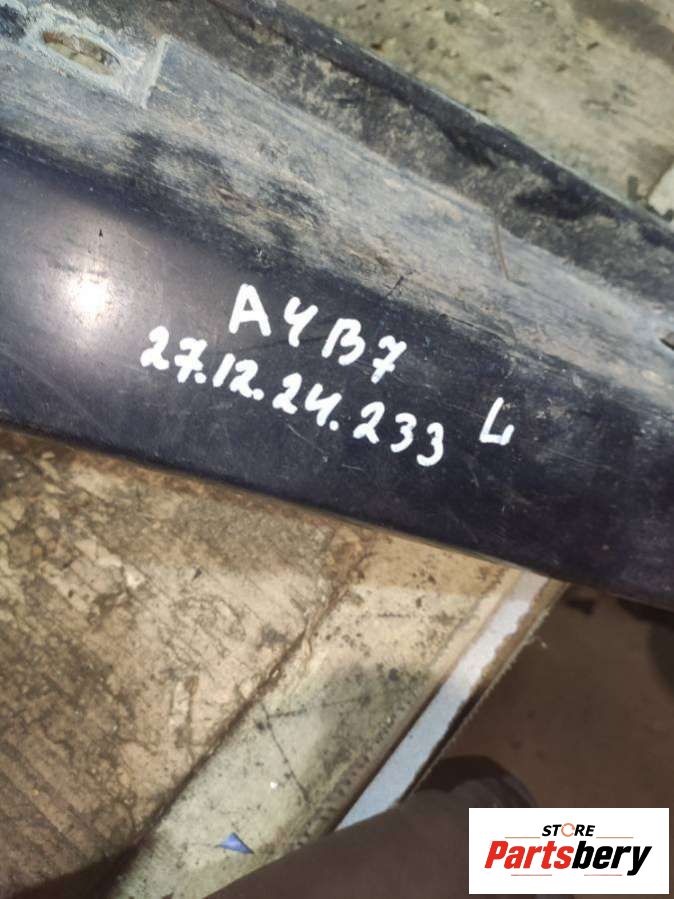 A4B7
27.12.24.233 L
STORE
Partsbery